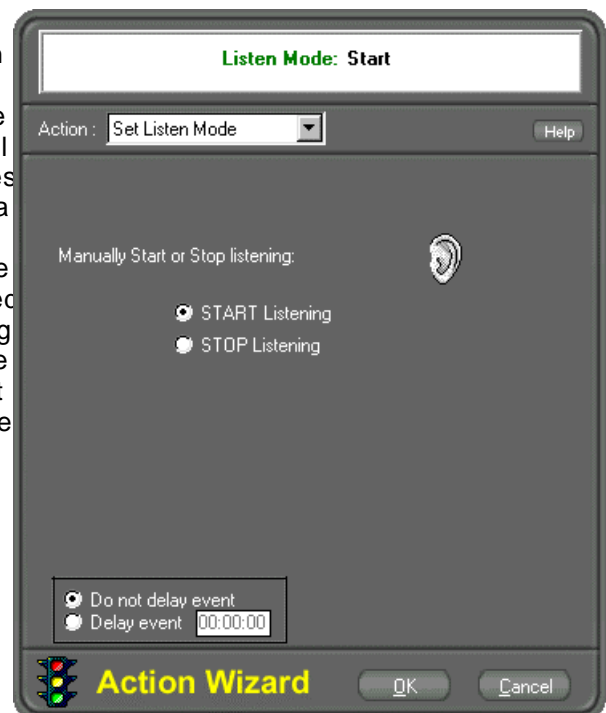 Listen Mode: Start
Action : Set Listen Mode
Help
Manually Start or Stop listening:
START Listening
STOP Listening
Do not delay event
Delay event 00:00:00
Action Wizard OK Cancel